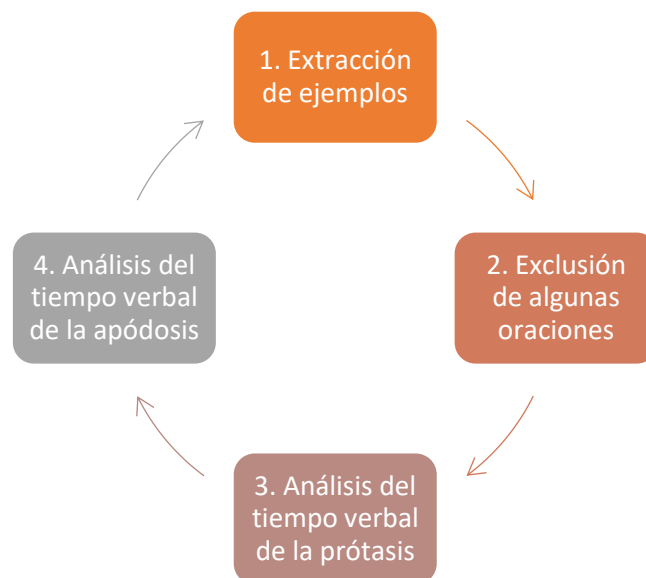 1. Extracción
de ejemplos
2. Exclusión
de algunas
oraciones
3. Análisis del
tiempo verbal
de la prótasis
4. Análisis del
tiempo verbal
de la apódosis